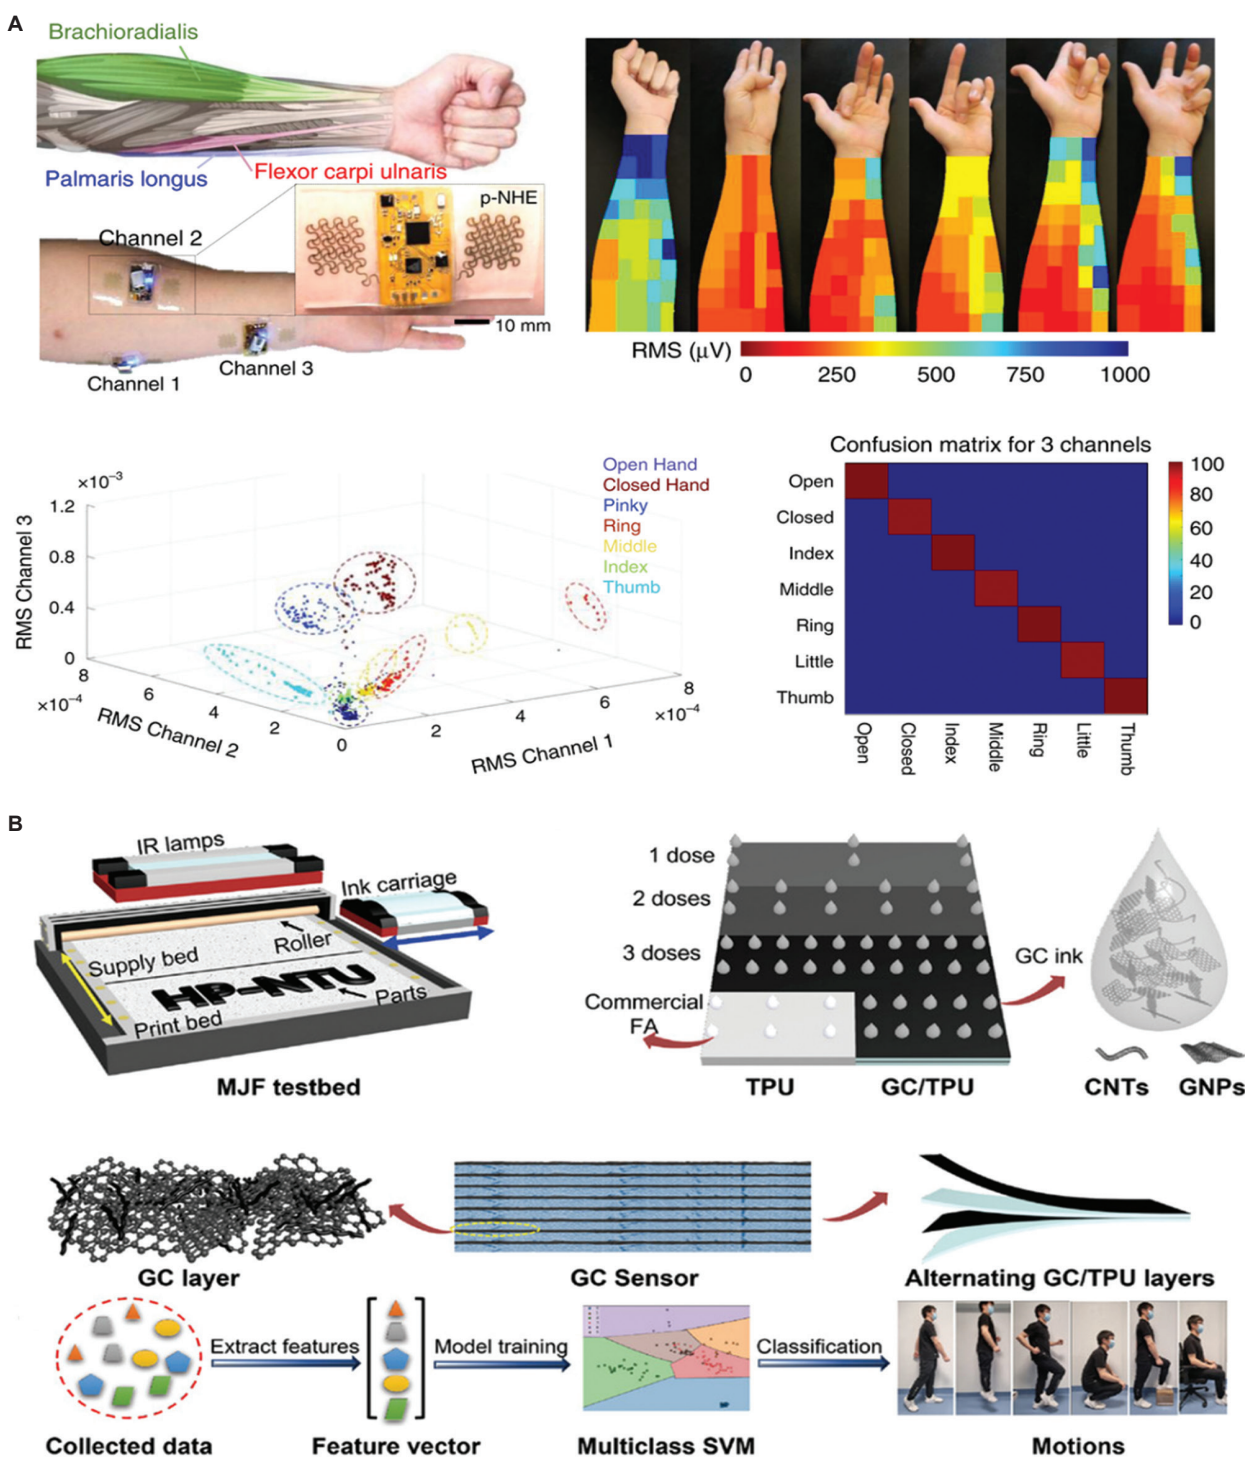 A
Brachioradialis
Flexor carpi ulnaris
Palmaris longus
p-NHE
Channel 2
10 mm
Channel 3
Channel 1
RMS (μV)
0 250 500 750 1000
×10⁻³
1.2
0.8
0.4
0
RMS Channel 3
8
6
4
2
0
×10⁻⁴
RMS Channel 2
2
4
6
8
×10⁻⁴
RMS Channel 1
Open Hand
Closed Hand
Pinky
Ring
Middle
Index
Thumb
Confusion matrix for 3 channels
Open
Closed
Index
Middle
Ring
Little
Thumb
Open
Closed
Index
Middle
Ring
Little
Thumb
100
80
60
40
20
0
B
IR lamps
Ink carriage
Roller
Supply bed
HP-NTU
Parts
Print bed
MJF testbed
1 dose
2 doses
3 doses
Commercial
FA
TPU
GC/TPU
GC ink
CNTs
GNPs
GC layer
GC Sensor
Alternating GC/TPU layers
Extract features
Model training
Classification
Collected data
Feature vector
Multiclass SVM
Motions